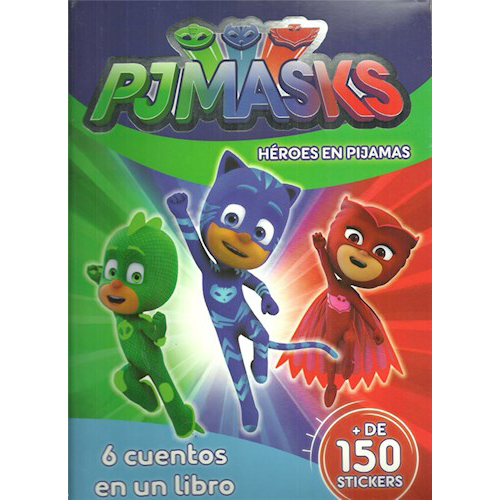 PJMASKS
HÉROES EN PIJAMAS
6 cuentos
en un libro
+ DE
150
STICKERS